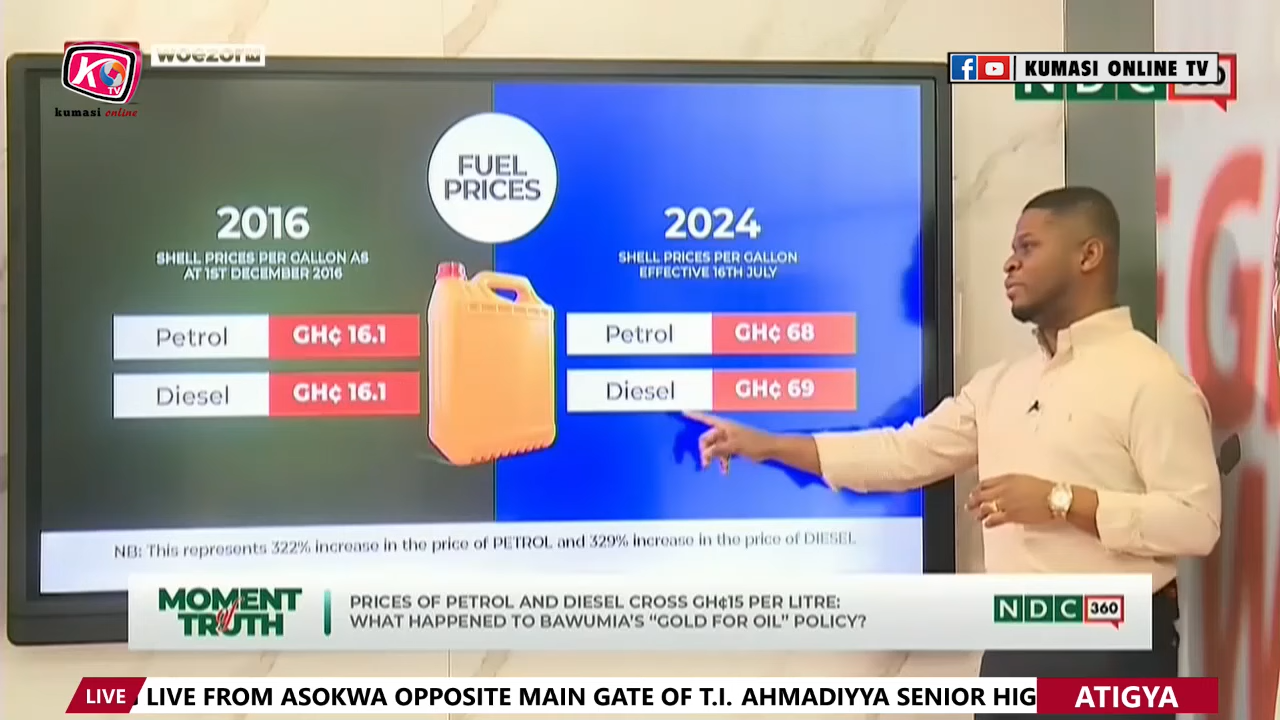 K
TV
kumasi online
woezor tv
KUMASI ONLINE TV
NDC 360
FUEL
PRICES
2016
SHELL PRICES PER GALLON AS
AT 1ST DECEMBER 2016
Petrol GH¢ 16.1
Diesel GH¢ 16.1
2024
SHELL PRICES PER GALLON
EFFECTIVE 16TH JULY
Petrol GH¢ 68
Diesel GH¢ 69
NB: This represents 322% increase in the price of PETROL and 329% increase in the price of DIESEL
MOMENT
of
TRUTH
PRICES OF PETROL AND DIESEL CROSS GH¢15 PER LITRE:
WHAT HAPPENED TO BAWUMIA'S “GOLD FOR OIL” POLICY?
NDC 360
LIVE
LIVE FROM ASOKWA OPPOSITE MAIN GATE OF T.I. AHMADIYYA SENIOR HIG
ATIGYA